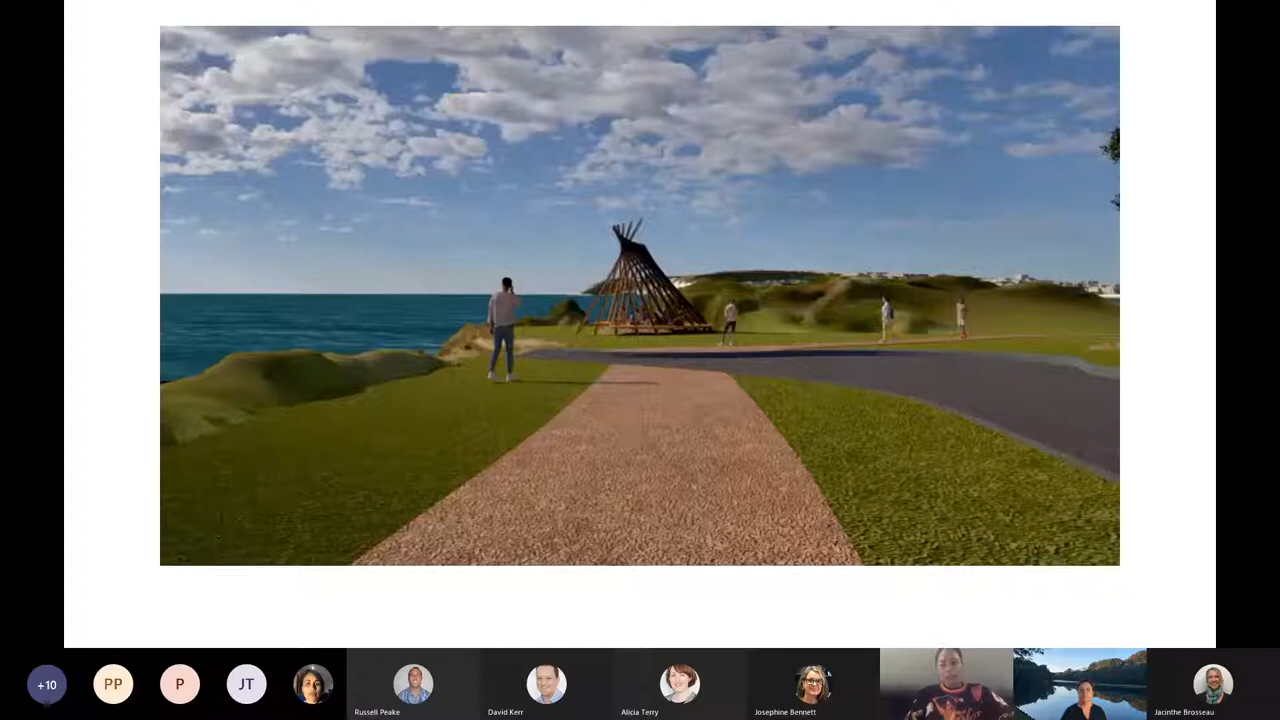 +10
PP
P
JT
Russell Peake
David Kerr
Alicia Terry
Josephine Bennett
Jacinthe Brosseau